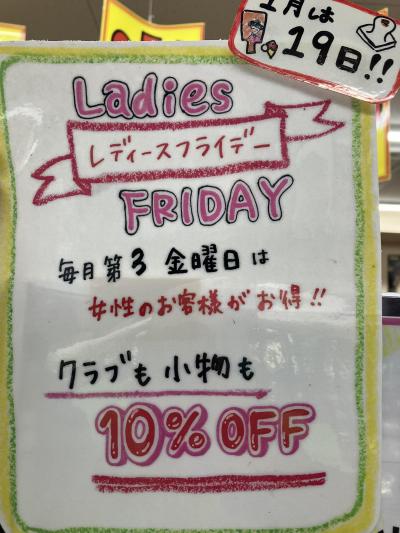 1月は
19日!!
Ladies
レディースフライデー
FRIDAY
毎月第3金曜日は
女性のお客様がお得!!
クラブも小物も
10% OFF